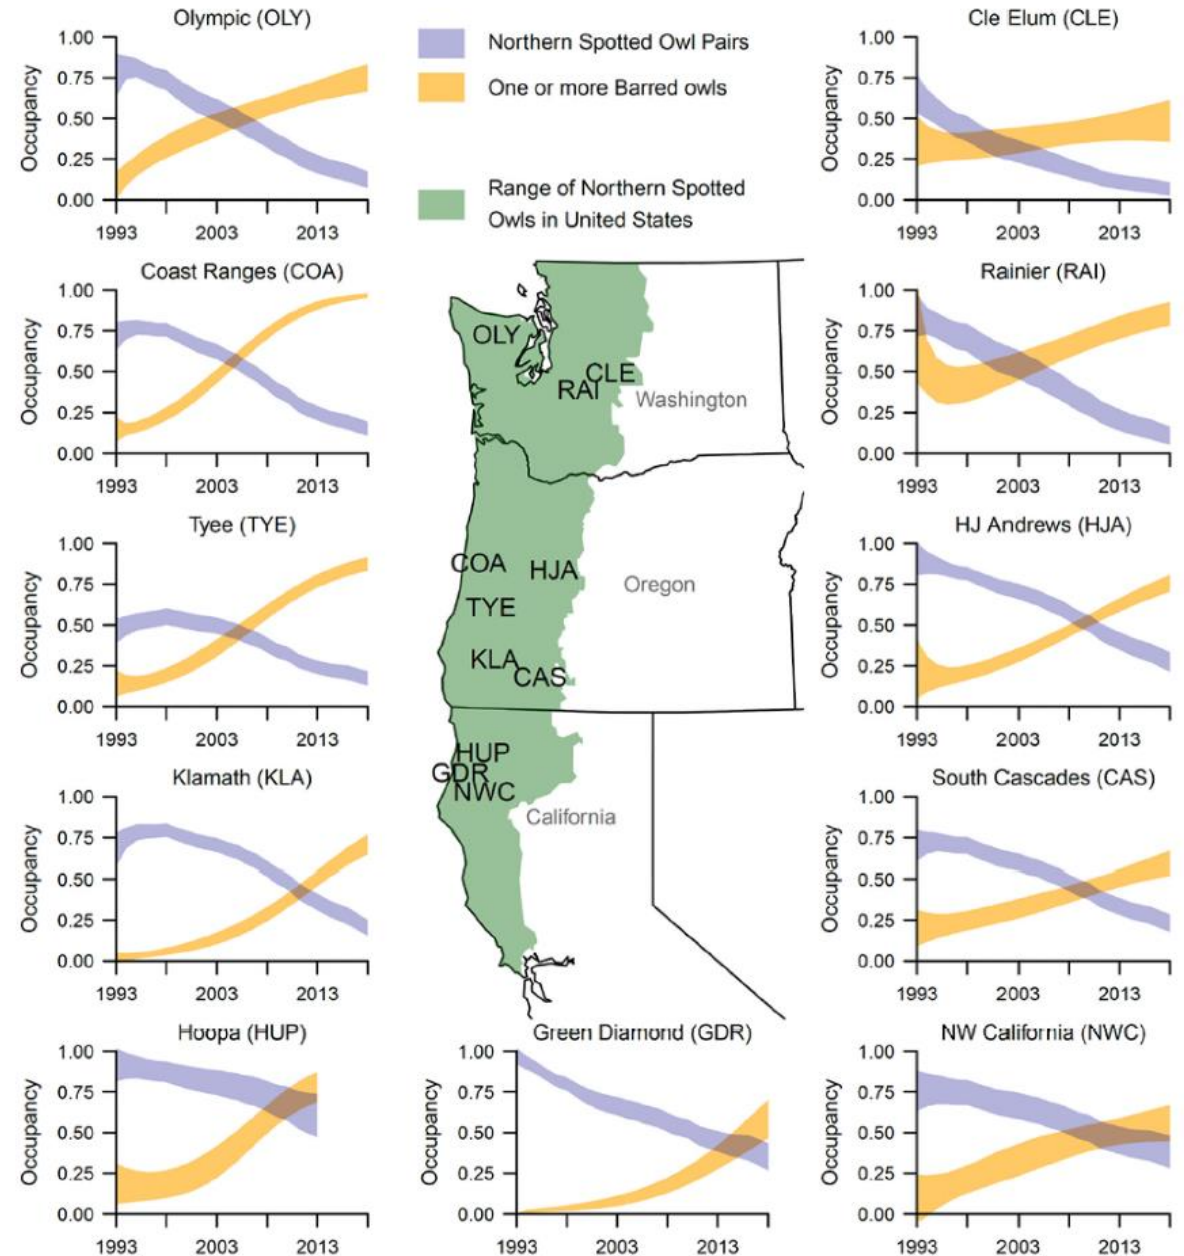 Olympic (OLY)
1.00
0.75
0.50
0.25
0.00
Occupancy
1993
2003
2013
Northern Spotted Owl Pairs
One or more Barred owls
Range of Northern Spotted
Owls in United States
Cle Elum (CLE)
1.00
0.75
0.50
0.25
0.00
Occupancy
1993
2003
2013
Coast Ranges (COA)
1.00
0.75
0.50
0.25
0.00
Occupancy
1993
2003
2013
Rainier (RAI)
1.00
0.75
0.50
0.25
0.00
Occupancy
1993
2003
2013
OLY
CLE
RAI
Washington
Tyee (TYE)
1.00
0.75
0.50
0.25
0.00
Occupancy
1993
2003
2013
COA
HJA
Oregon
TYE
KLA
CAS
HJ Andrews (HJA)
1.00
0.75
0.50
0.25
0.00
Occupancy
1993
2003
2013
Klamath (KLA)
1.00
0.75
0.50
0.25
0.00
Occupancy
1993
2003
2013
HUP
GDR
NWC
California
South Cascades (CAS)
1.00
0.75
0.50
0.25
0.00
Occupancy
1993
2003
2013
Hoopa (HUP)
1.00
0.75
0.50
0.25
0.00
Occupancy
1993
2003
2013
Green Diamond (GDR)
1.00
0.75
0.50
0.25
0.00
Occupancy
1993
2003
2013
NW California (NWC)
1.00
0.75
0.50
0.25
0.00
Occupancy
1993
2003
2013